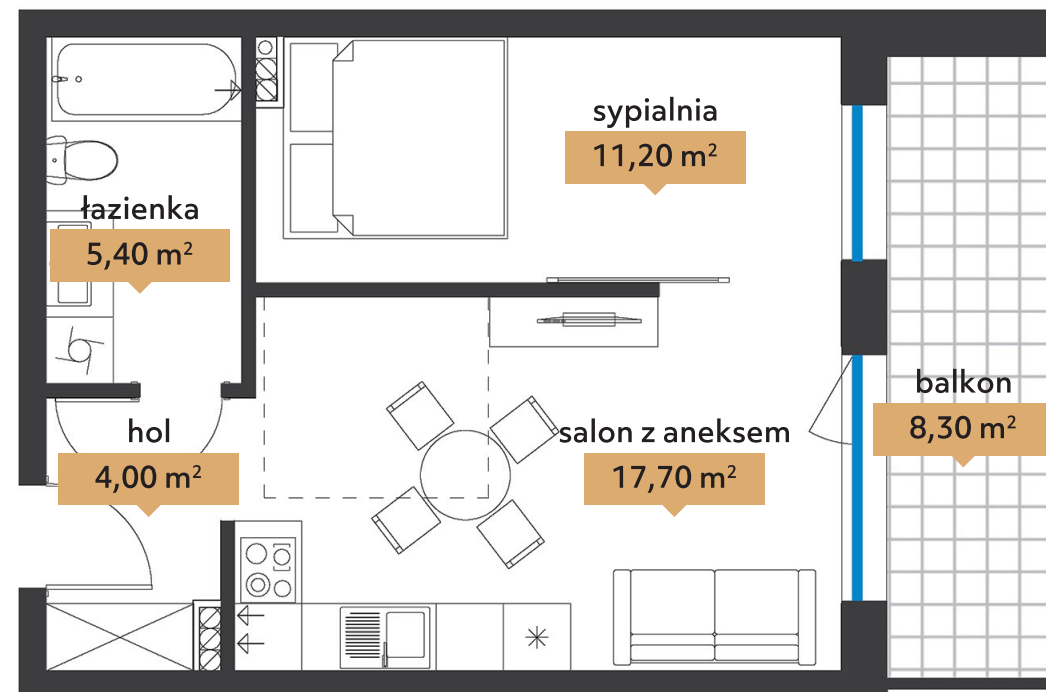 sypialnia
11,20 m²
łazienka
5,40 m²
hol
4,00 m²
salon z aneksem
17,70 m²
balkon
8,30 m²